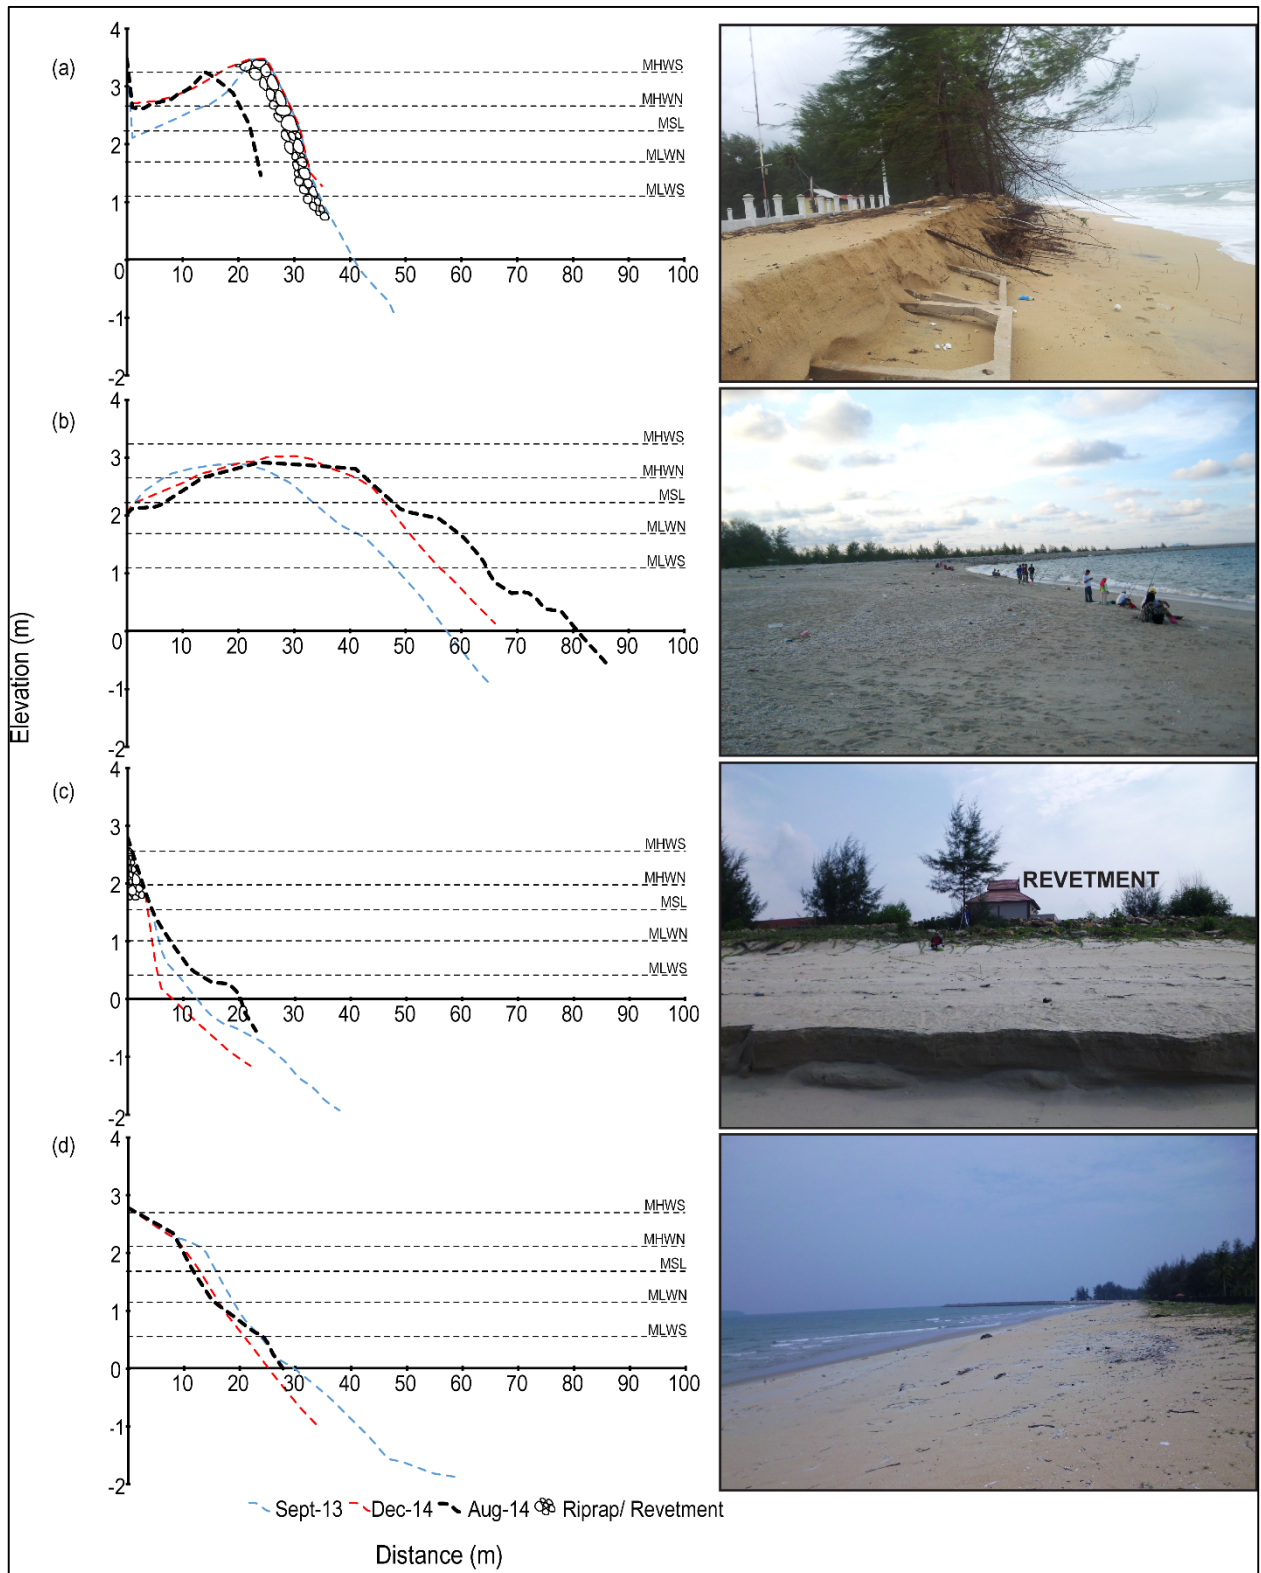 (a)
4
3
2
1
0
-1
-2
MHWS
MHWN
MSL
MLWN
MLWS
10 20 30 40 50 60 70 80 90 100
(b)
4
3
2
1
0
-1
-2
MHWS
MHWN
MSL
MLWN
MLWS
10 20 30 40 50 60 70 80 90 100
Elevation (m)
(c)
4
3
2
1
0
-1
-2
MHWS
MHWN
MSL
MLWN
MLWS
10 20 30 40 50 60 70 80 90 100
REVETMENT
(d)
4
3
2
1
0
-1
-2
MHWS
MHWN
MSL
MLWN
MLWS
10 20 30 40 50 60 70 80 90 100
Sept-13 Dec-14 Aug-14 Riprap/ Revetment
Distance (m)